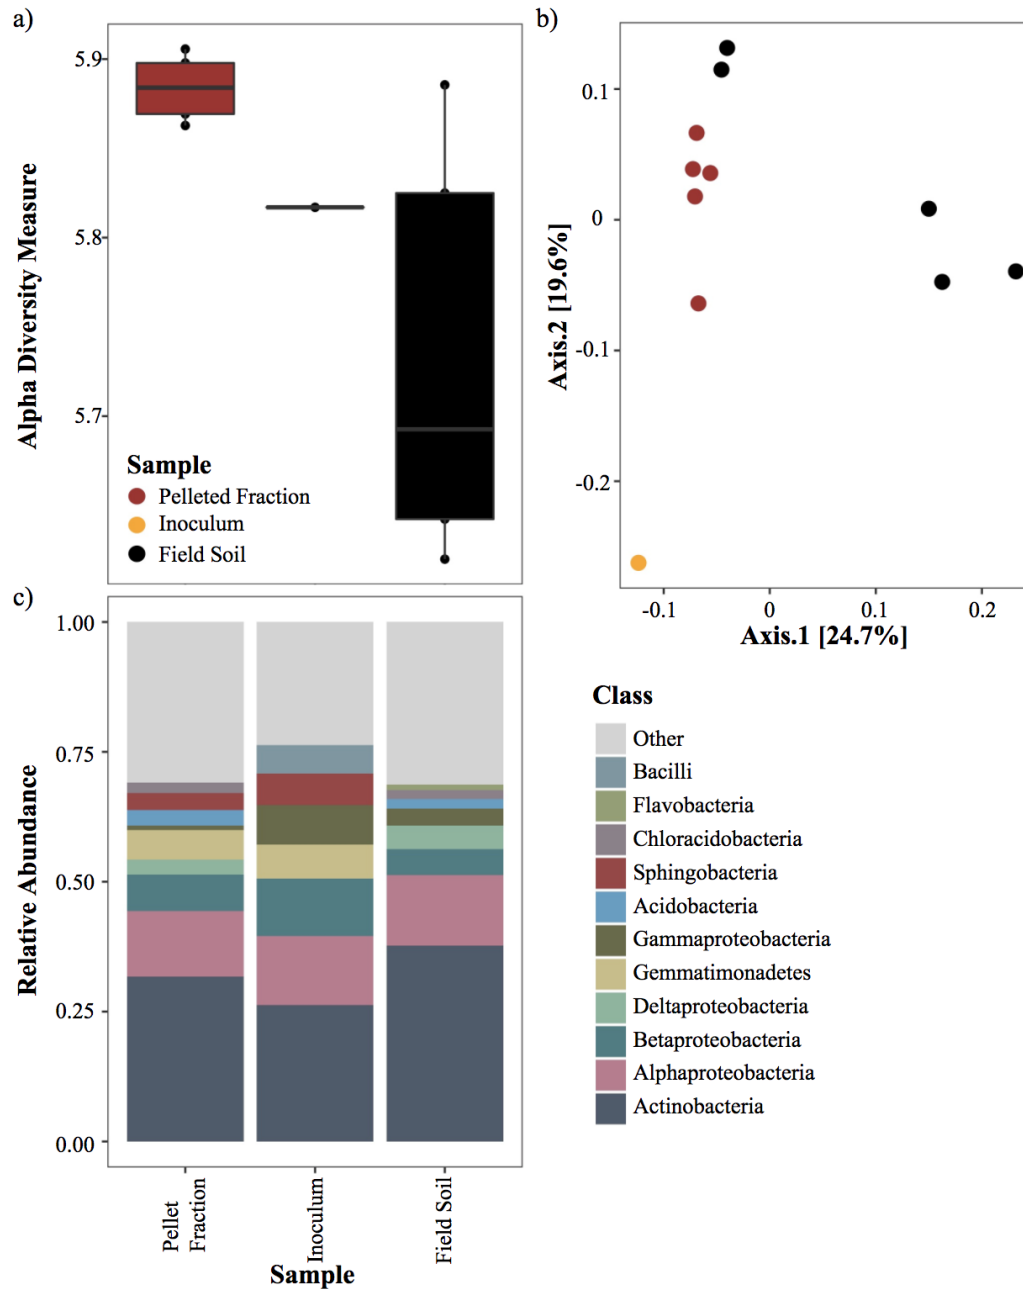 a)
5.9
5.8
5.7
Alpha Diversity Measure
Sample
Pelleted Fraction
Inoculum
Field Soil
b)
0.1
0
-0.1
-0.2
Axis.2 [19.6%]
-0.1
0
0.1
0.2
Axis.1 [24.7%]
c)
1.00
0.75
0.50
0.25
0.00
Relative Abundance
Pellet
Fraction
Inoculum
Field Soil
Sample
Class
Other
Bacilli
Flavobacteria
Chloracidobacteria
Sphingobacteria
Acidobacteria
Gammaproteobacteria
Gemmatimonadetes
Deltaproteobacteria
Betaproteobacteria
Alphaproteobacteria
Actinobacteria